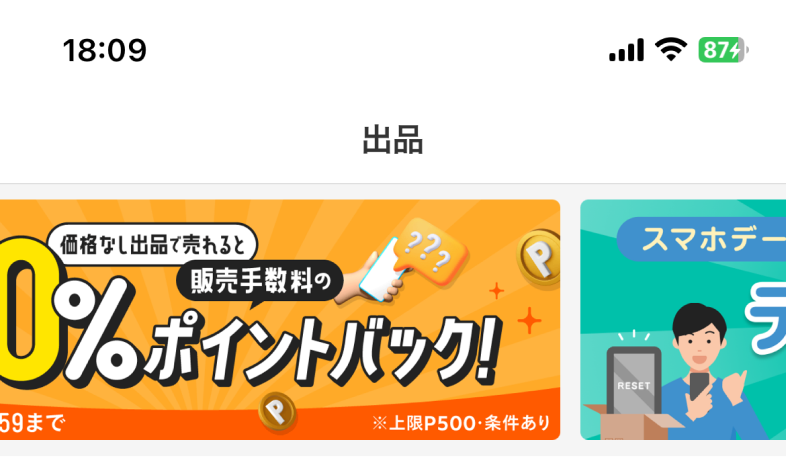 18:09
87
出品
価格なし出品で売れると
???
販売手数料の
P
スマホデー
0%ポイントバック!
RESET
59まで
P
※上限P500・条件あり